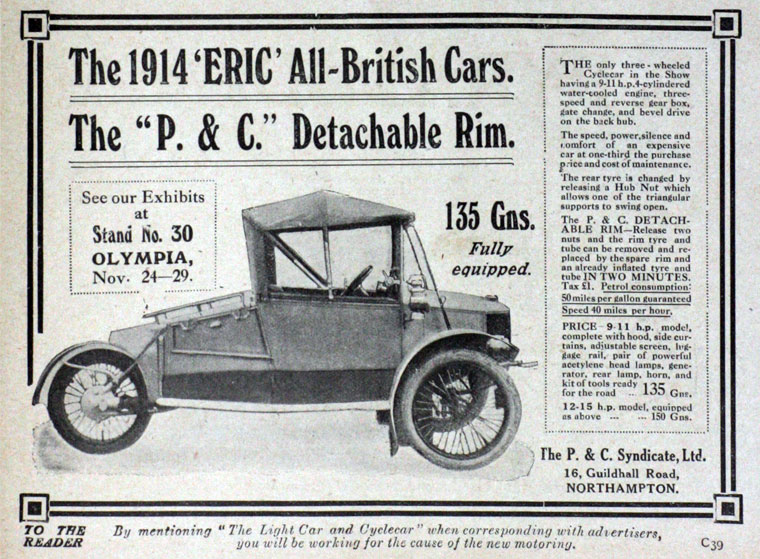 The 1914 'ERIC' All-British Cars.
The "P. & C." Detachable Rim.
See our Exhibits
at
Stand No. 30
OLYMPIA,
Nov. 24—29.
135 Gns.
Fully
equipped.
THE only three-wheeled
Cyclecar in the Show
having a 9-11 h.p. 4-cylindered
water-cooled engine, three-
speed and reverse gear box,
gate change, and bevel drive
on the back hub.
The speed, power, silence and
comfort of an expensive
car at one-third the purchase
price and cost of maintenance.
The rear tyre is changed by
releasing a Hub Nut which
allows one of the triangular
supports to swing open.
The P. & C. DETACH-
ABLE RIM—Release two
nuts and the rim tyre and
tube can be removed and re-
placed by the spare rim and
an already inflated tyre and
tube IN TWO MINUTES.
Tax £1. Petrol consumption:
50 miles per gallon guaranteed
Speed 40 miles per hour.
PRICE - 9-11 h.p. model,
complete with hood, side cur-
tains, adjustable screen, lug-
gage rail, pair of powerful
acetylene head lamps, gene-
rator, rear lamp, horn, and
kit of tools ready
for the road ... 135 Gns.
12-15 h.p. model, equipped
as above ... ... 150 Gns.
The P. & C. Syndicate, Ltd.
16, Guildhall Road,
NORTHAMPTON.
TO THE
READER
By mentioning "The Light Car and Cyclecar" when corresponding with advertisers,
you will be working for the cause of the new motoring.
C39